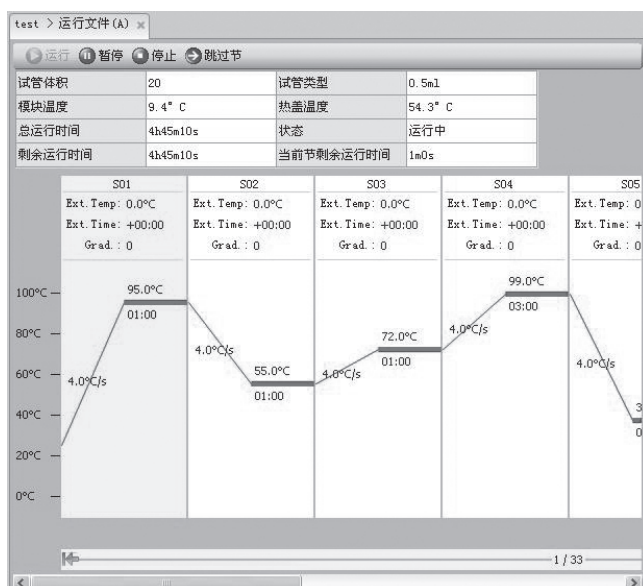 test > 运行文件(A) ×
运行 暂停 停止 跳过节
试管体积 20 试管类型 0.5ml
模块温度 9.4° C 热盖温度 54.3° C
总运行时间 4h45m10s 状态 运行中
剩余运行时间 4h45m10s 当前节剩余运行时间 1m0s
S01 S02 S03 S04 S05
Ext.Temp: 0.0°C Ext.Temp: 0.0°C Ext.Temp: 0.0°C Ext.Temp: 0.0°C Ext.Temp: 0
Ext.Time: +00:00 Ext.Time: +00:00 Ext.Time: +00:00 Ext.Time: +00:00 Ext.Time: +
Grad.: 0 Grad.: 0 Grad.: 0 Grad.: 0 Grad.: 0
99.0°C
100°C 95.0°C
01:00 03:00
80°C 72.0°C 4.0°C/s
4.0°C/s 01:00 4.0°C/s
60°C 4.0°C/s 55.0°C 4.0°C/s
01:00
40°C 3
0
20°C
0°C
1 / 33